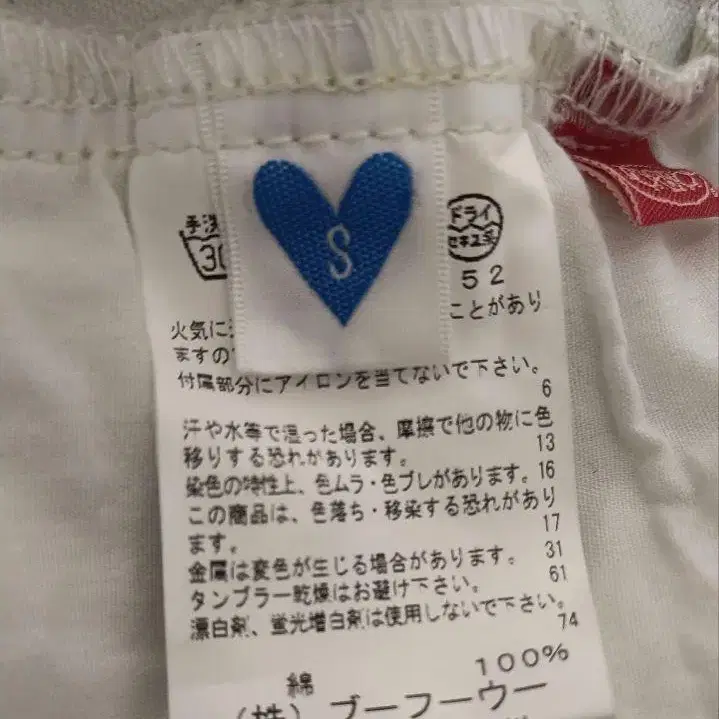 S
手洗
30
ドライ
セキユ系
52
ことがあり
火気に
ますので
付属部分にアイロンを当てないで下さい。
6
汗や水等で湿った場合、摩擦で他の物に色
移りする恐れがあります。
13
染色の特性上、色ムラ・色ブレがあります。16
この商品は、色落ち・移染する恐れがあり
ます。
17
金属は変色が生じる場合があります。
31
タンブラー乾燥はお避け下さい。
61
漂白剤、蛍光増白剤は使用しないで下さい。
74
綿 100%
(株) ブーフーウー